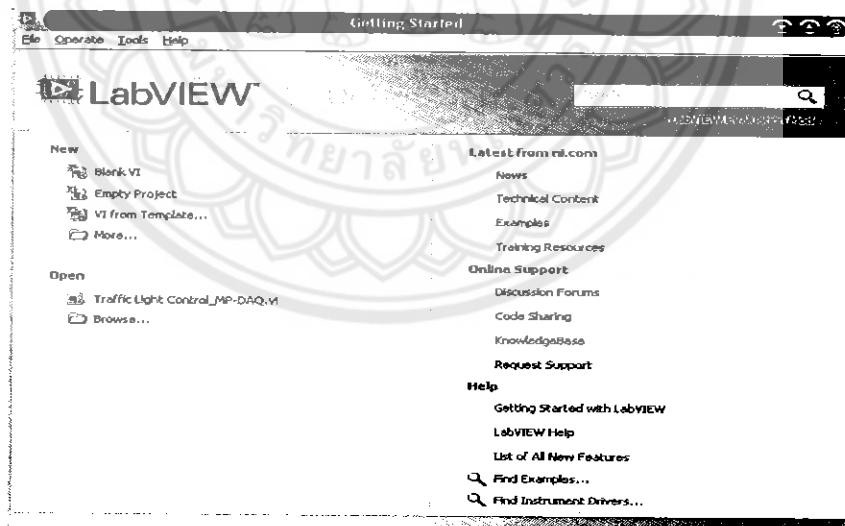 Getting Started
File Operate Tools Help
LabVIEW™
New
Blank VI
Empty Project
VI from Template...
More...
Open
Traffic Light Control_MP-DAQ.vi
Browse...
Latest from ni.com
News
Technical Content
Examples
Training Resources
Online Support
Discussion Forums
Code Sharing
KnowledgeBase
Request Support
Help
Getting Started with LabVIEW
LabVIEW Help
List of All New Features
Find Examples...
Find Instrument Drivers...